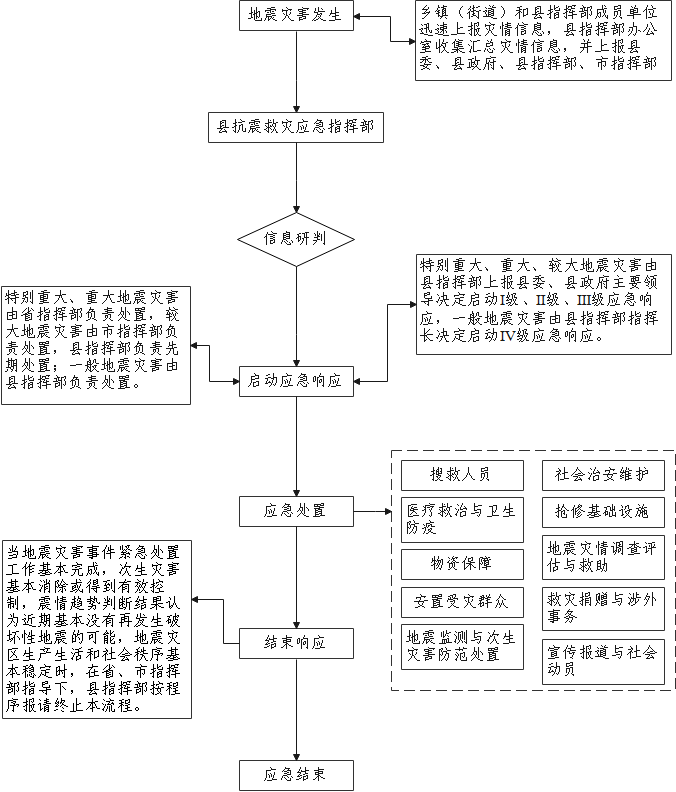 地震灾害发生
乡镇（街道）和县指挥部成员单位
迅速上报灾情信息，县指挥部办公
室收集汇总灾情信息，并上报县
委、县政府、县指挥部、市指挥部
县抗震救灾应急指挥部
信息研判
特别重大、重大、较大地震灾害由
县指挥部上报县委、县政府主要领
导决定启动Ⅰ级、Ⅱ级、Ⅲ级应急响
应，一般地震灾害由县指挥部指挥
长决定启动Ⅳ级应急响应。
特别重大、重大地震灾害
由省指挥部负责处置，较
大地震灾害由市指挥部负
责处置，县指挥部负责先
期处置；一般地震灾害由
县指挥部负责处置。
启动应急响应
应急处置
搜救人员
医疗救治与卫生
防疫
物资保障
安置受灾群众
地震监测与次生
灾害防范处置
社会治安维护
抢修基础设施
地震灾情调查评
估与救助
救灾捐赠与涉外
事务
宣传报道与社会
动员
当地震灾害事件紧急处置
工作基本完成，次生灾害
基本消除或得到有效控
制，震情趋势判断结果认
为近期基本没有再发生破
坏性地震的可能，地震灾
区生产生活和社会秩序基
本稳定时，在省、市指挥
部指导下，县指挥部按程
序报请终止本流程。
结束响应
应急结束